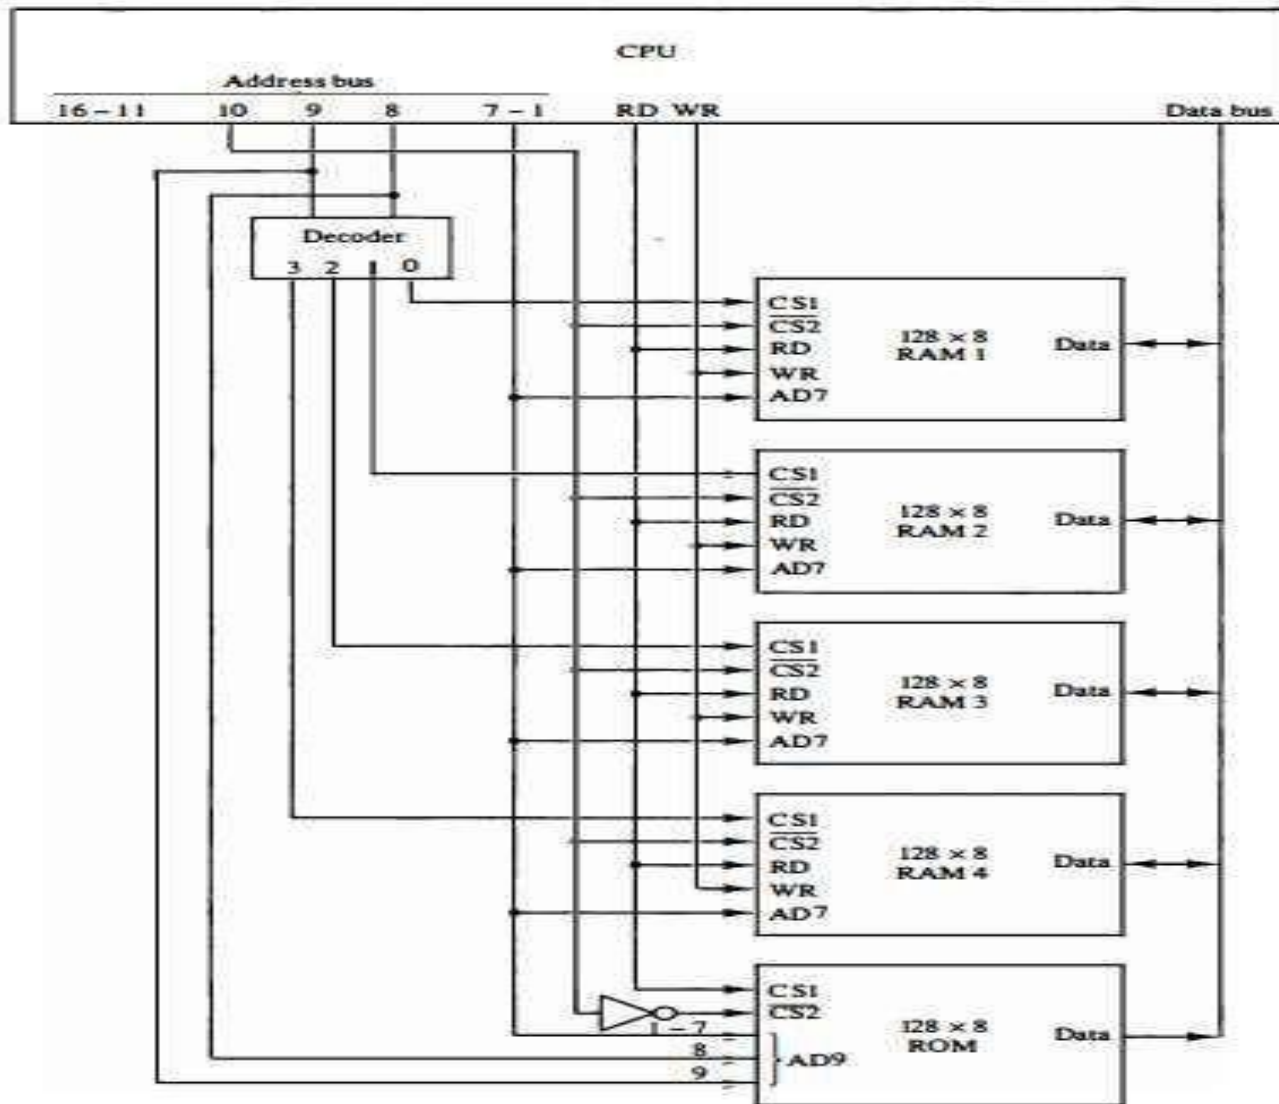 CPU
Address bus
16 – 11 10 9 8 7 – 1 RD WR Data bus
Decoder
3 2 1 0
CS1
CS2
RD
WR
AD7
128 × 8
RAM 1
Data
CS1
CS2
RD
WR
AD7
128 × 8
RAM 2
Data
CS1
CS2
RD
WR
AD7
128 × 8
RAM 3
Data
CS1
CS2
RD
WR
AD7
128 × 8
RAM 4
Data
CS1
CS2
1 – 7
8
9
AD9
128 × 8
ROM
Data